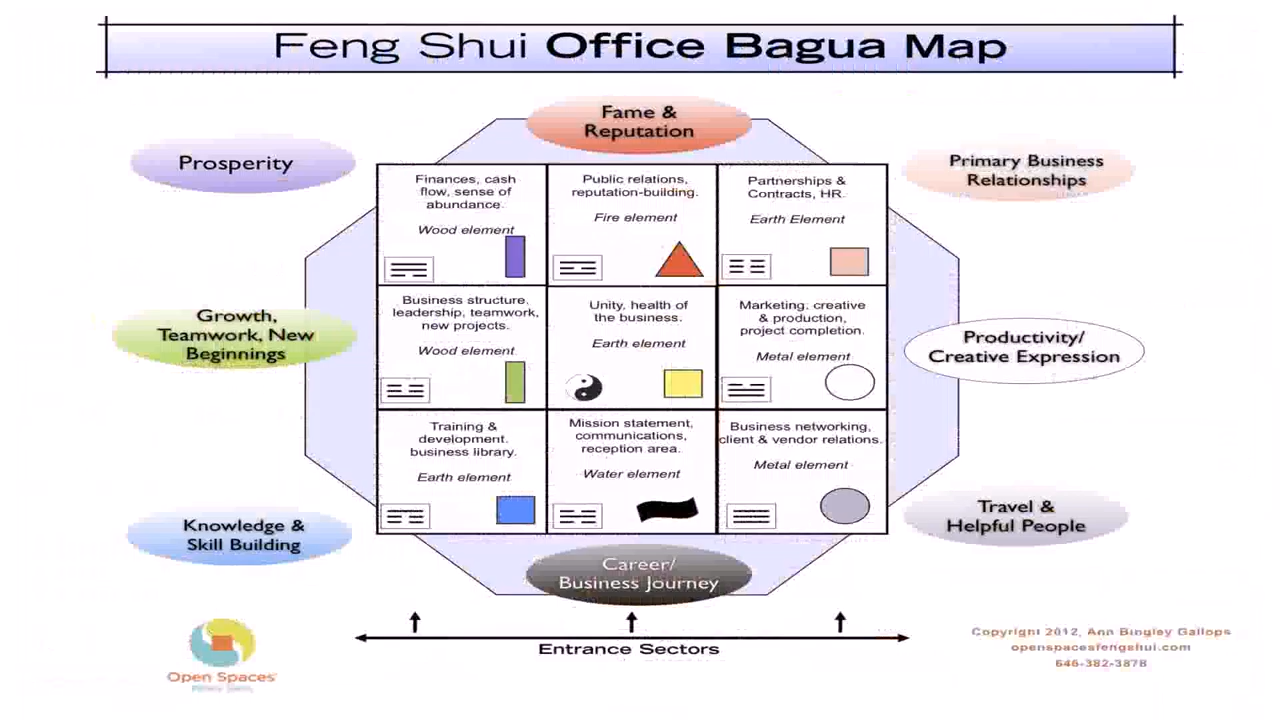 Feng Shui Office Bagua Map
Fame &
Reputation
Prosperity
Primary Business
Relationships
Finances, cash
flow, sense of
abundance.
Wood element
Public relations,
reputation-building.
Fire element
Partnerships &
Contracts, HR.
Earth Element
Growth,
Teamwork, New
Beginnings
Business structure,
leadership, teamwork,
new projects.
Wood element
Unity, health of
the business.
Earth element
Marketing, creative
& production,
project completion.
Metal element
Productivity/
Creative Expression
Training &
development.
business library.
Earth element
Mission statement,
communications,
reception area.
Water element
Business networking,
client & vendor relations.
Metal element
Knowledge &
Skill Building
Travel &
Helpful People
Career/
Business Journey
Entrance Sectors
Open Spaces
Copyright 2012, Ann Bingley Gallops
openspacesfengshui.com
646-382-3878